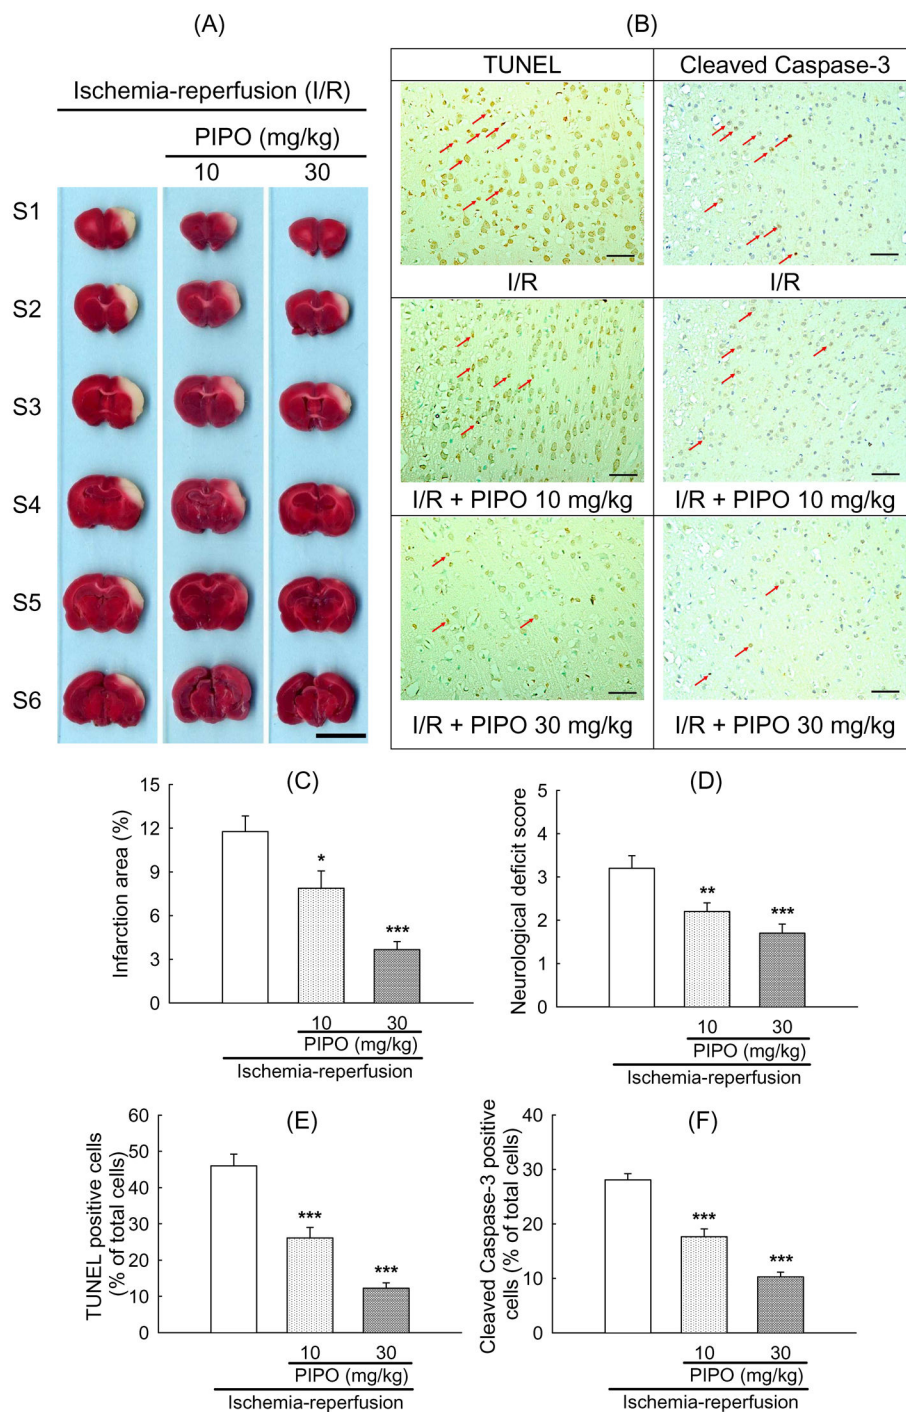 (A)
Ischemia-reperfusion (I/R)
PIPO (mg/kg)
10 30
S1
S2
S3
S4
S5
S6
(B)
TUNEL Cleaved Caspase-3
I/R I/R
I/R + PIPO 10 mg/kg I/R + PIPO 10 mg/kg
I/R + PIPO 30 mg/kg I/R + PIPO 30 mg/kg
(C)
Infarction area (%)
15
12
9
6
3
0
*
***
10 30
PIPO (mg/kg)
Ischemia-reperfusion
(D)
Neurological deficit score
5
4
3
2
1
0
**
***
10 30
PIPO (mg/kg)
Ischemia-reperfusion
(E)
TUNEL positive cells
(% of total cells)
60
50
40
30
20
10
0
***
***
10 30
PIPO (mg/kg)
Ischemia-reperfusion
(F)
Cleaved Caspase-3 positive
cells (% of total cells)
40
30
20
10
0
***
***
10 30
PIPO (mg/kg)
Ischemia-reperfusion